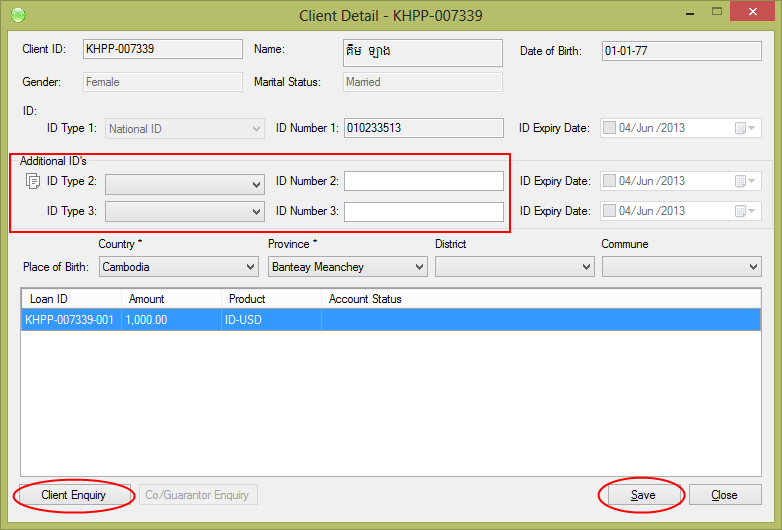 Client Detail - KHPP-007339
Client ID: KHPP-007339 Name: គឹម ឡាង Date of Birth: 01-01-77
Gender: Female Marital Status: Married
ID:
ID Type 1: National ID ID Number 1: 010233513 ID Expiry Date: 04/Jun /2013
Additional ID's
ID Type 2: ID Number 2: ID Expiry Date: 04/Jun /2013
ID Type 3: ID Number 3: ID Expiry Date: 04/Jun /2013
Country * Province * District Commune
Place of Birth: Cambodia Banteay Meanchey
Loan ID Amount Product Account Status
KHPP-007339-001 1,000.00 ID-USD
Client Enquiry Co/Guarantor Enquiry Save Close